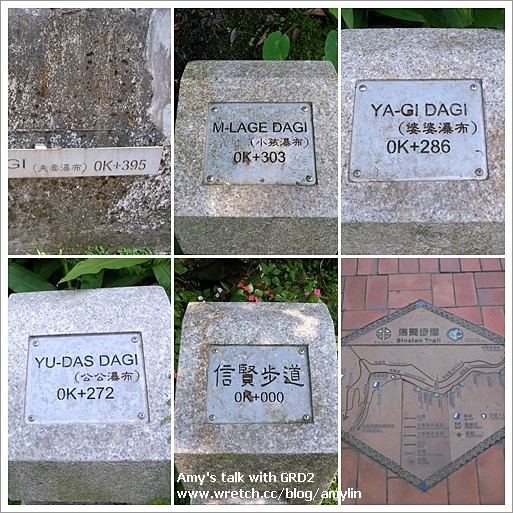 GI (夫妻瀑布) 0K+395
M-LAGE DAGI
(小孩瀑布)
0K+303
YA-GI DAGI
(婆婆瀑布)
0K+286
YU-DAS DAGI
(公公瀑布)
0K+272
信賢步道
0K+000
信賢步道
Sinsian Trail
Amy's talk with GRD2
www.wretch.cc/blog/amylin